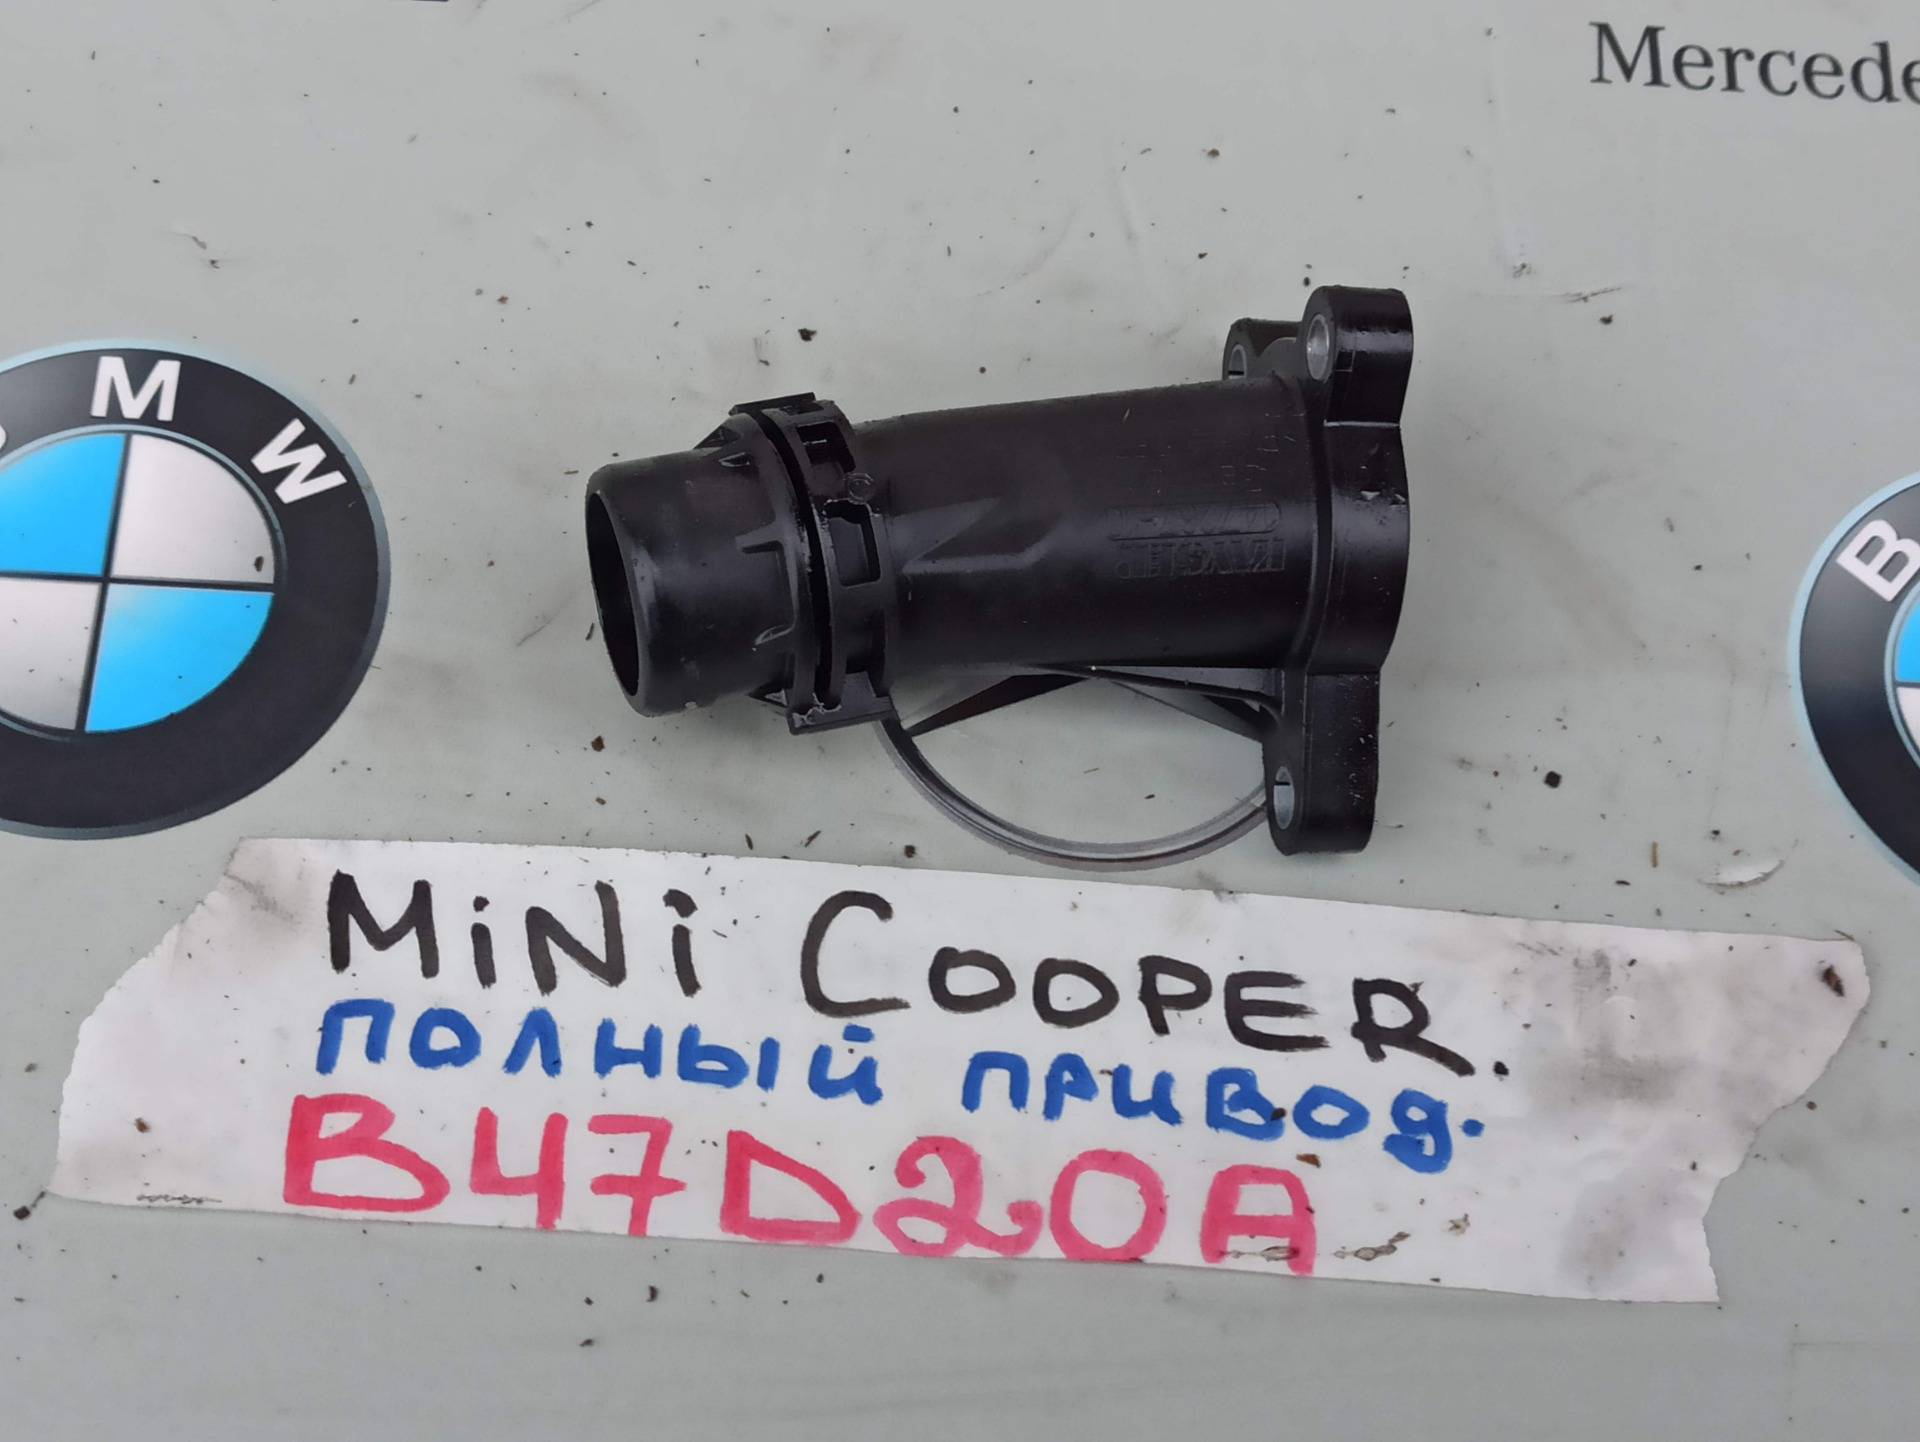 Mercede
M W
B
MiNi COOPER.
ПОЛНЫЙ ПРИВОД.
B47D20A